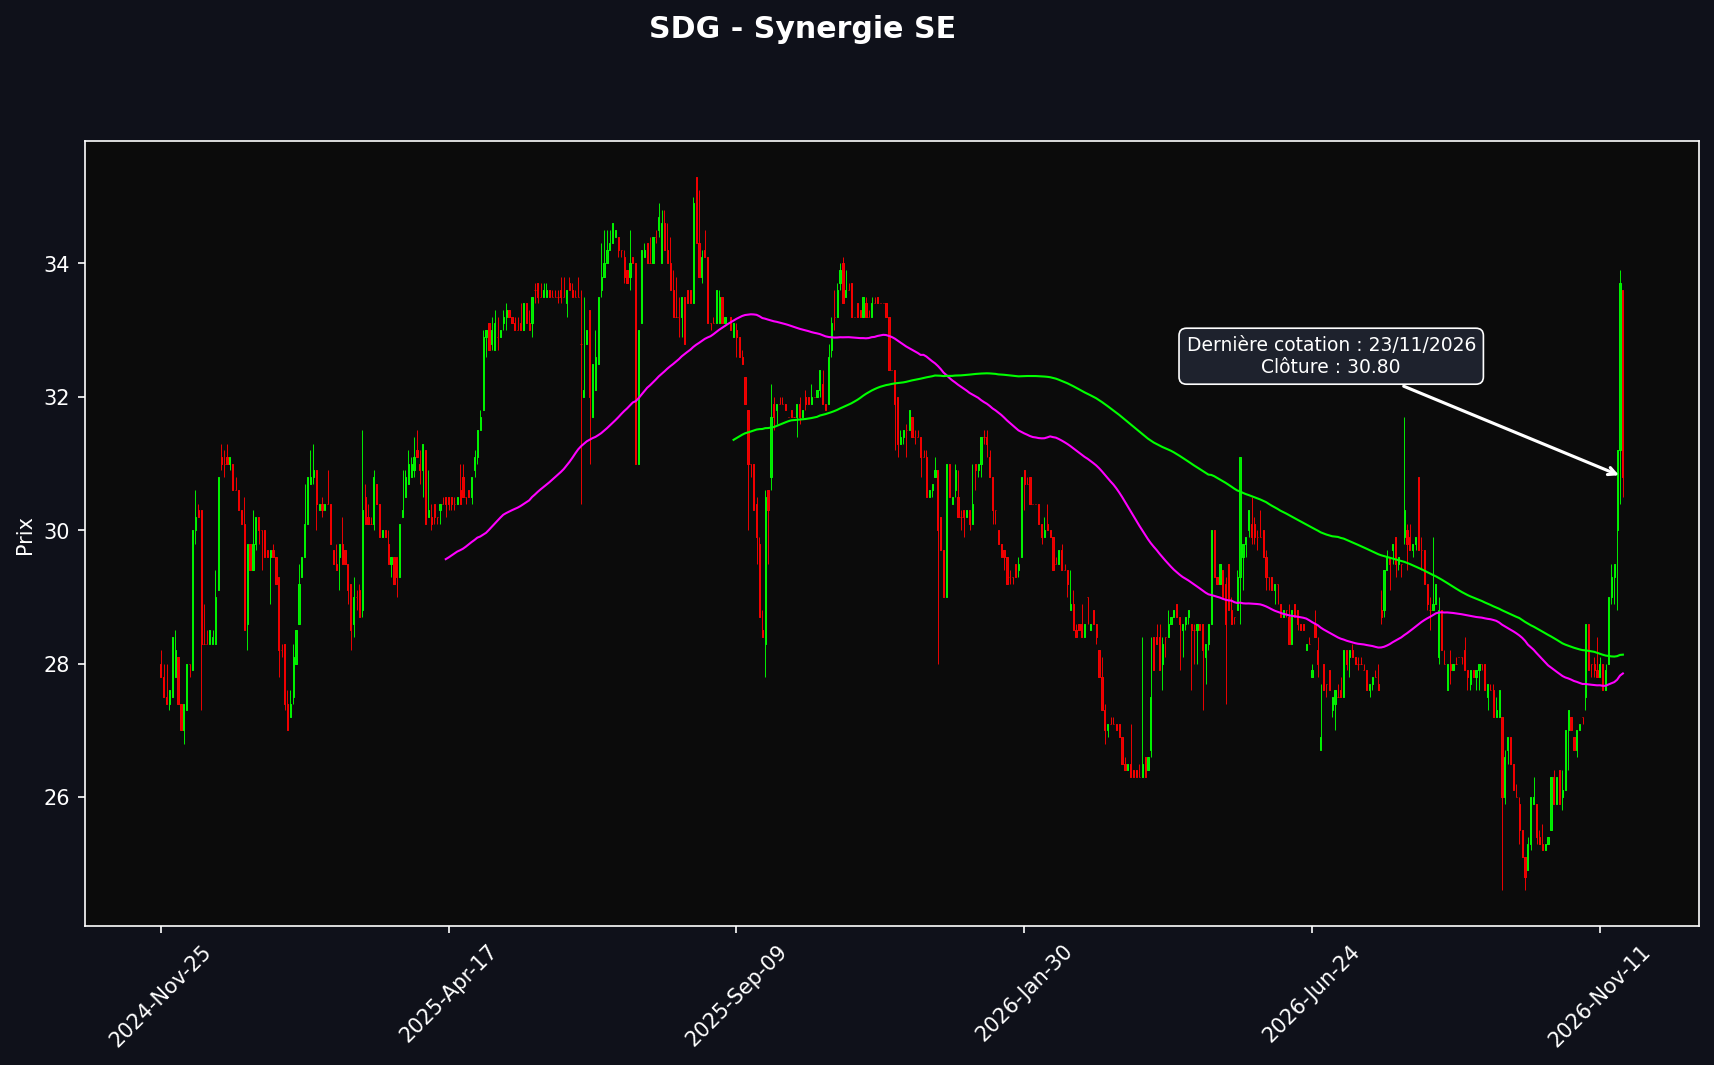 SDG - Synergie SE
Prix
34
32
30
28
26
Dernière cotation : 23/11/2026
Clôture : 30.80
2024-Nov-25
2025-Apr-17
2025-Sep-09
2026-Jan-30
2026-Jun-24
2026-Nov-11